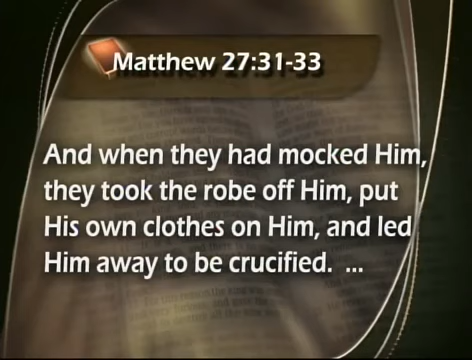 Matthew 27:31-33
And when they had mocked Him,
they took the robe off Him, put
His own clothes on Him, and led
Him away to be crucified. ...